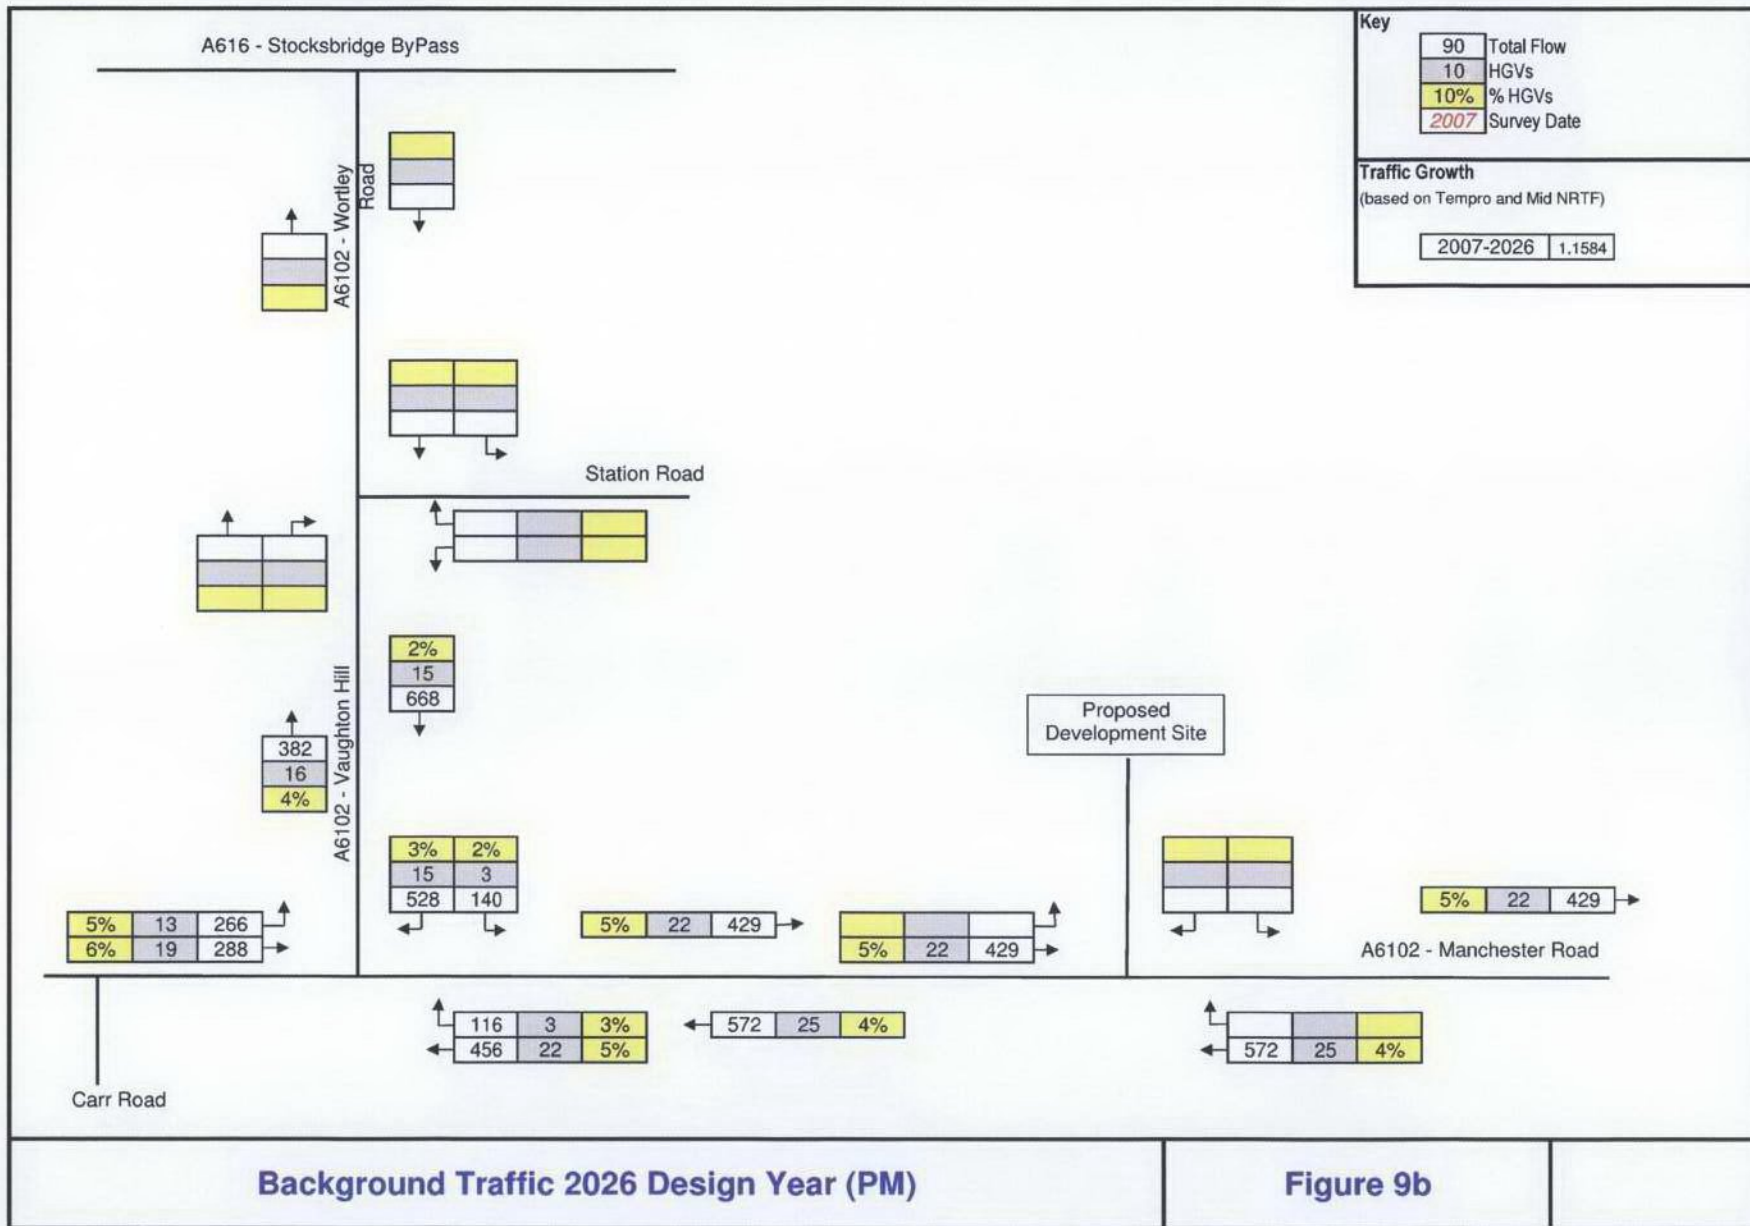 A616 - Stocksbridge ByPass
Key
90 Total Flow
10 HGVs
10% % HGVs
2007 Survey Date
Traffic Growth
(based on Tempro and Mid NRTF)
2007-2026 1.1584
A6102 - Wortley
Road
Station Road
2%
15
668
A6102 - Vaughton Hill
382
16
4%
Proposed
Development Site
3% 2%
15 3
528 140
5% 13 266
6% 19 288
5% 22 429
5% 22 429
5% 22 429
A6102 - Manchester Road
116 3 3%
456 22 5%
572 25 4%
572 25 4%
Carr Road
Background Traffic 2026 Design Year (PM)
Figure 9b